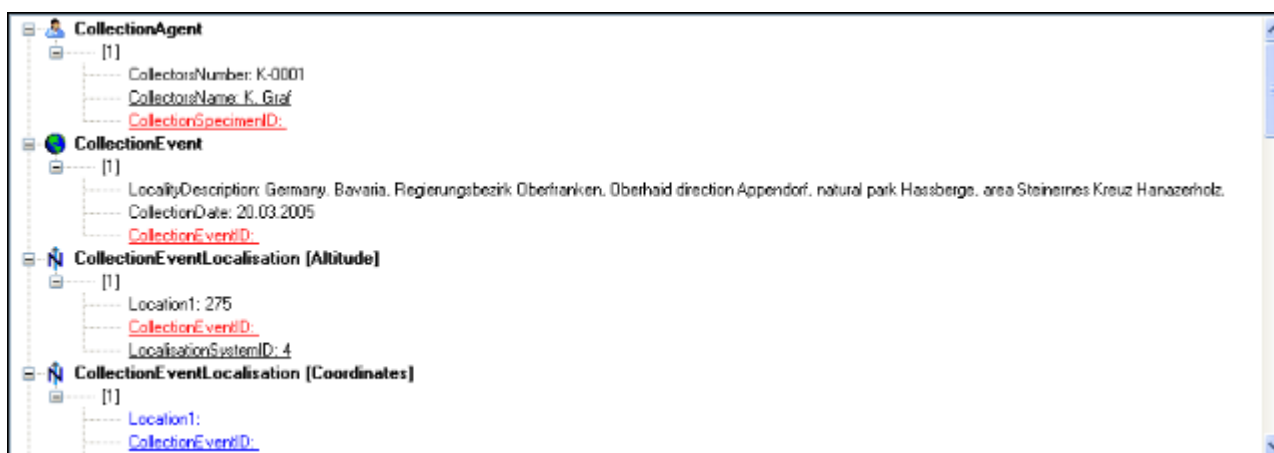 CollectionAgent
[1]
CollectorsNumber: K-0001
CollectorsName: K. Graf
CollectionSpecimenID:
CollectionEvent
[1]
LocalityDescription: Germany, Bavaria, Regierungsbezirk Oberfranken, Oberhaid direction Appendorf, natural park Hassberge, area Steinernes Kreuz Hanazerholz,
CollectionDate: 20.03.2005
CollectionEventID:
CollectionEventLocalisation [Altitude]
[1]
Location1: 275
CollectionEventID:
LocalisationSystemID: 4
CollectionEventLocalisation [Coordinates]
[1]
Location1:
CollectionEventID: